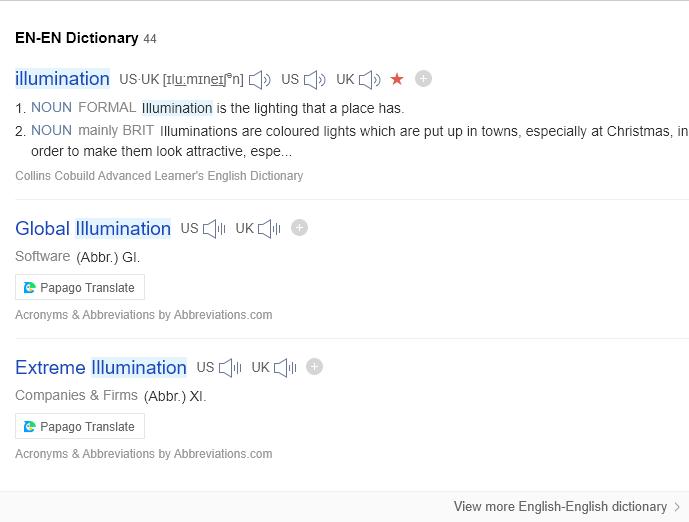 EN-EN Dictionary 44
illumination US·UK [ɪlu:mɪneɪʃᵊn] US UK
1. NOUN FORMAL Illumination is the lighting that a place has.
2. NOUN mainly BRIT Illuminations are coloured lights which are put up in towns, especially at Christmas, in
order to make them look attractive, espe...
Collins Cobuild Advanced Learner's English Dictionary
Global Illumination US UK
Software (Abbr.) GI.
Papago Translate
Acronyms & Abbreviations by Abbreviations.com
Extreme Illumination US UK
Companies & Firms (Abbr.) XI.
Papago Translate
Acronyms & Abbreviations by Abbreviations.com
View more English-English dictionary